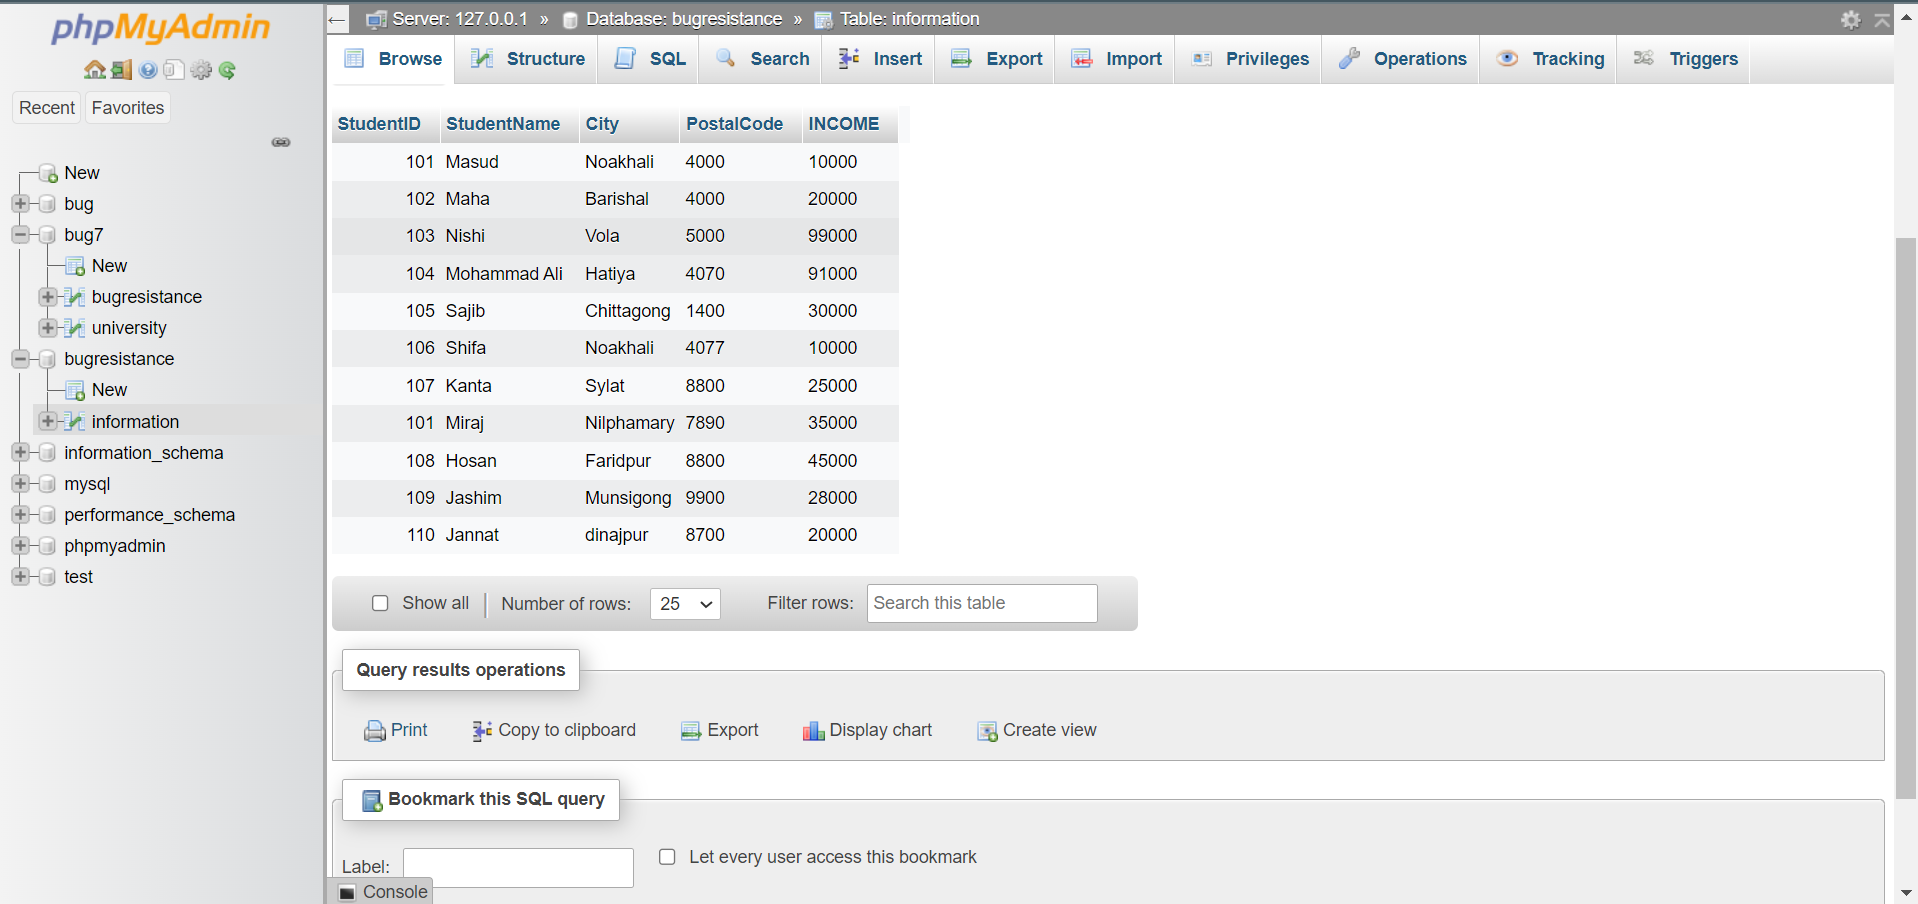 phpMyAdmin
Recent Favorites
New
bug
bug7
New
bugresistance
university
bugresistance
New
information
information_schema
mysql
performance_schema
phpmyadmin
test
Server: 127.0.0.1 » Database: bugresistance » Table: information
Browse Structure SQL Search Insert Export Import Privileges Operations Tracking Triggers
StudentID StudentName City PostalCode INCOME
101 Masud Noakhali 4000 10000
102 Maha Barishal 4000 20000
103 Nishi Vola 5000 99000
104 Mohammad Ali Hatiya 4070 91000
105 Sajib Chittagong 1400 30000
106 Shifa Noakhali 4077 10000
107 Kanta Sylat 8800 25000
101 Miraj Nilphamary 7890 35000
108 Hosan Faridpur 8800 45000
109 Jashim Munsigong 9900 28000
110 Jannat dinajpur 8700 20000
Show all Number of rows: 25 Filter rows: Search this table
Query results operations
Print Copy to clipboard Export Display chart Create view
Bookmark this SQL query
Label: Let every user access this bookmark
Console